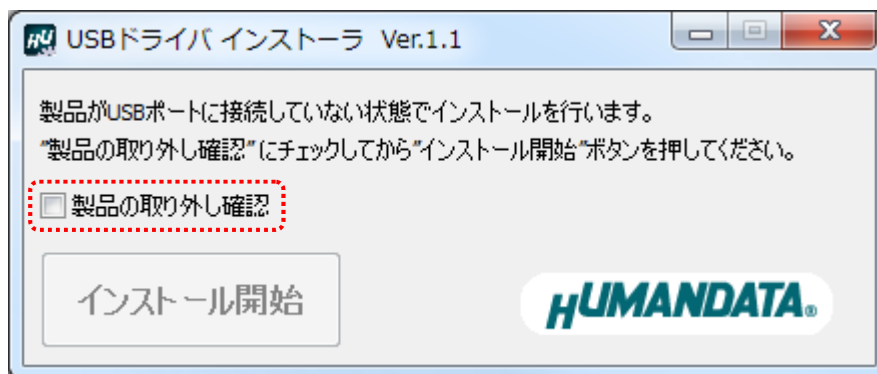 HU USBドライバ インストーラ Ver.1.1
製品がUSBポートに接続していない状態でインストールを行います。
"製品の取り外し確認"にチェックしてから"インストール開始"ボタンを押してください。
製品の取り外し確認
インストール開始
HUMANDATA®